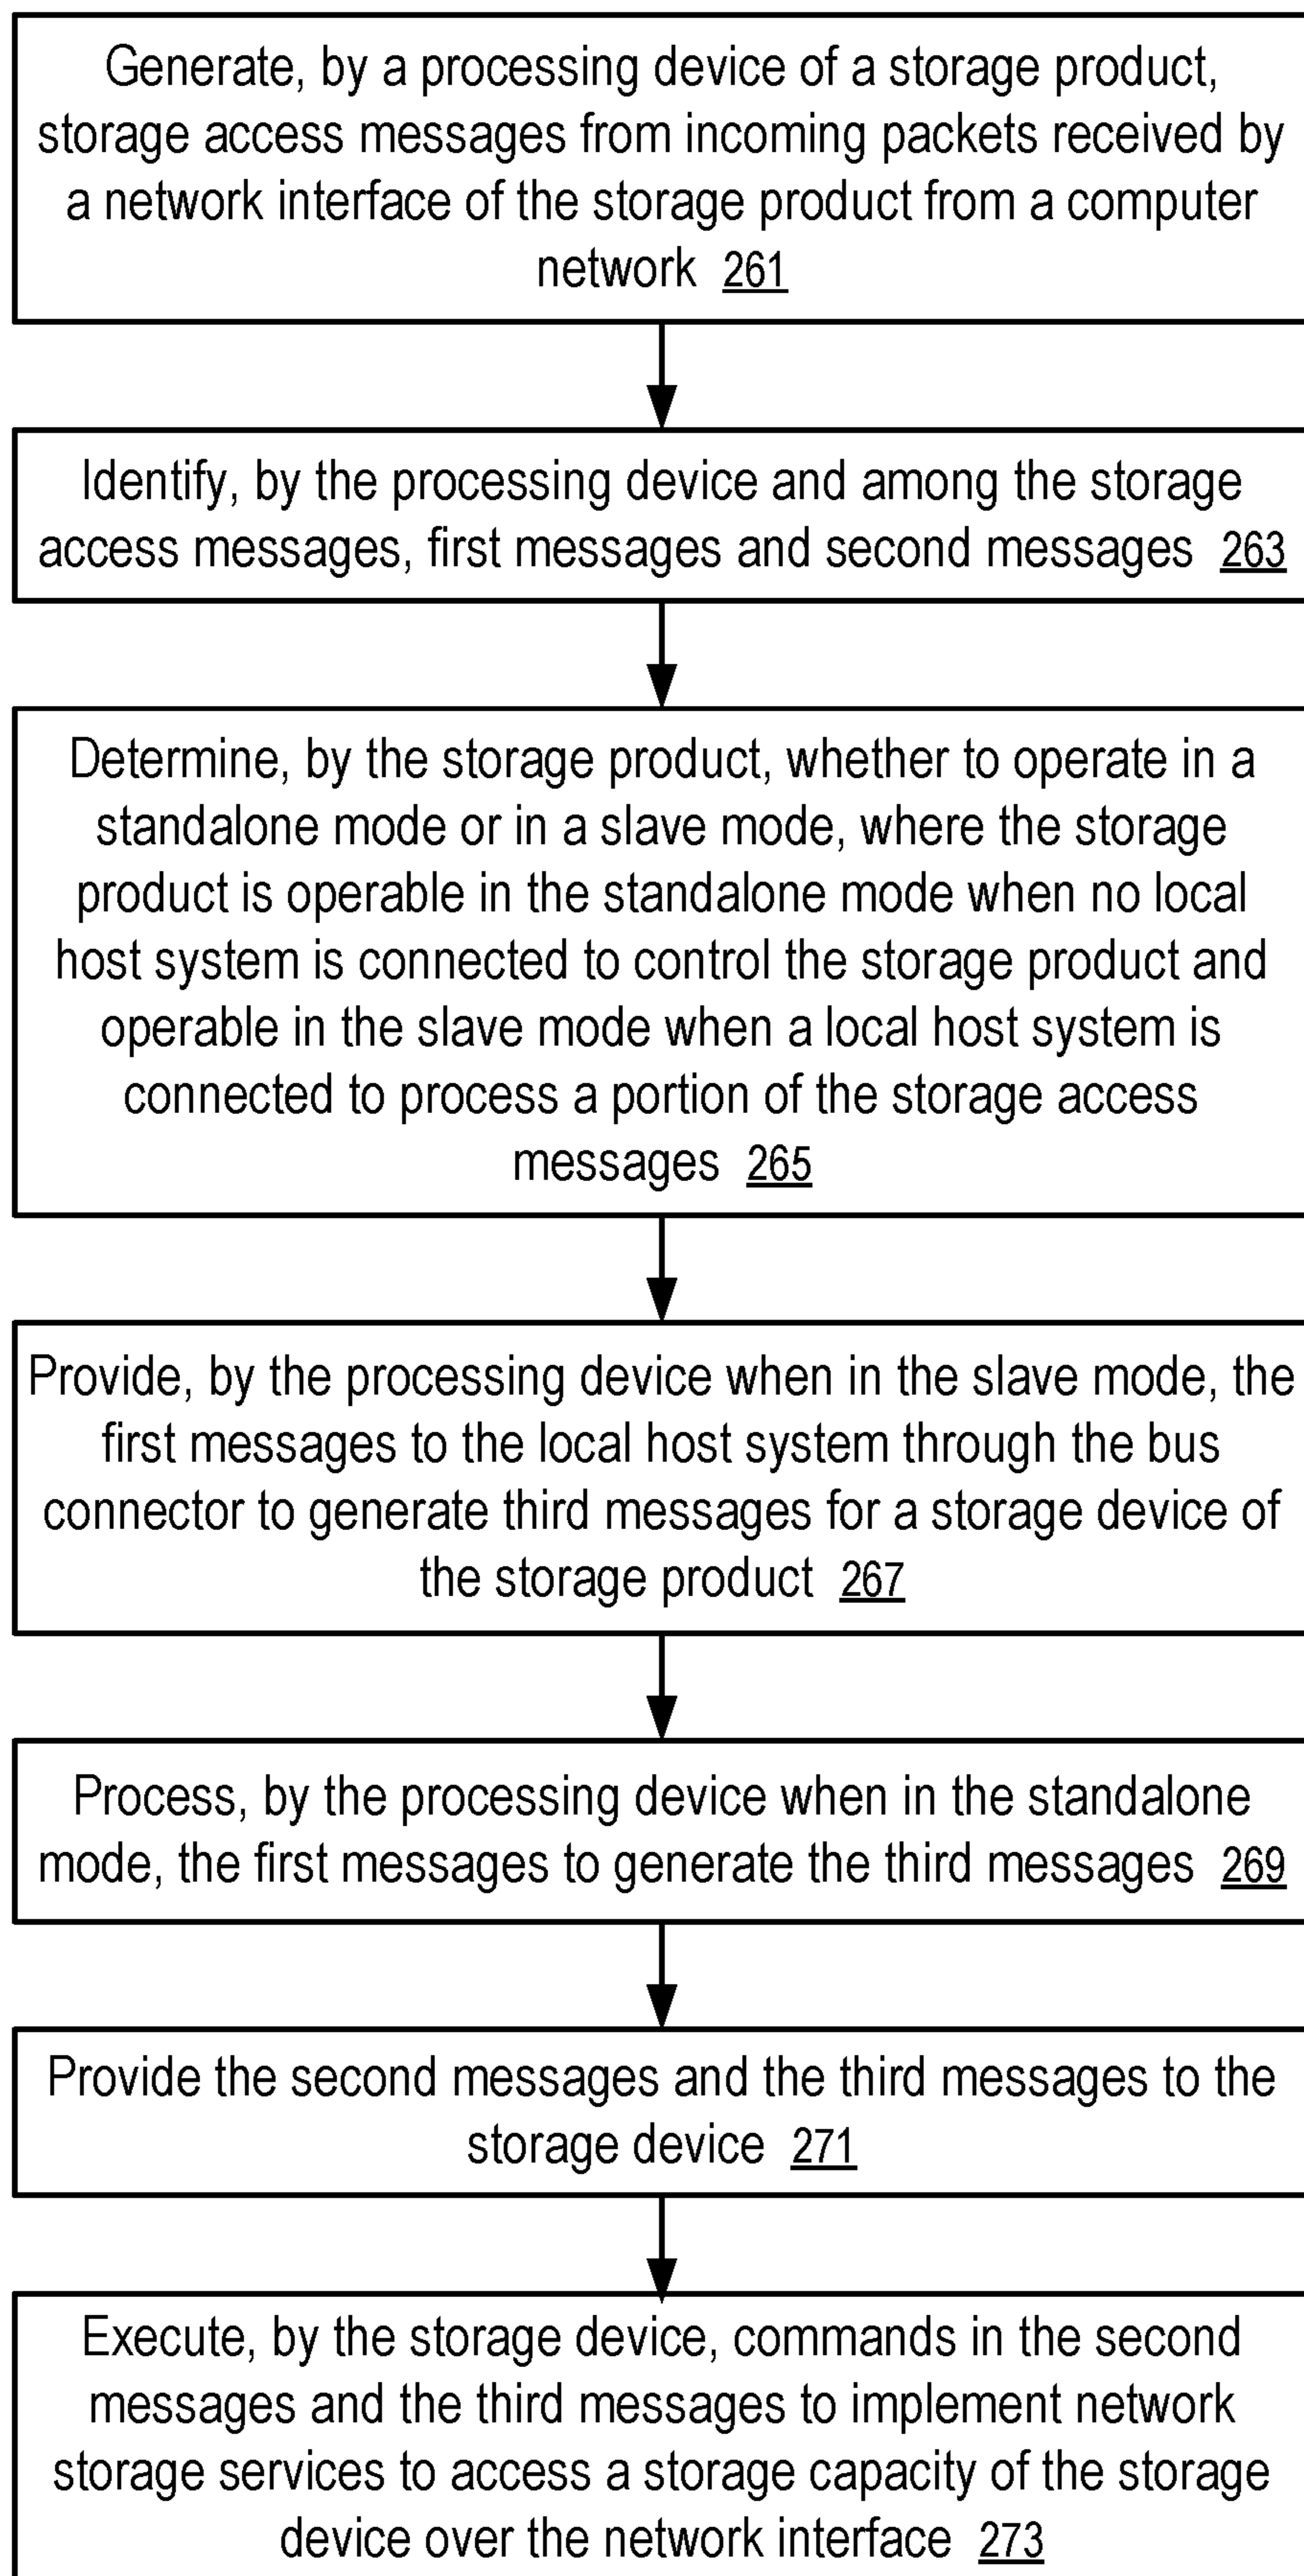 Generate, by a processing device of a storage product,
storage access messages from incoming packets received by
a network interface of the storage product from a computer
network 261
Identify, by the processing device and among the storage
access messages, first messages and second messages 263
Determine, by the storage product, whether to operate in a
standalone mode or in a slave mode, where the storage
product is operable in the standalone mode when no local
host system is connected to control the storage product and
operable in the slave mode when a local host system is
connected to process a portion of the storage access
messages 265
Provide, by the processing device when in the slave mode, the
first messages to the local host system through the bus
connector to generate third messages for a storage device of
the storage product 267
Process, by the processing device when in the standalone
mode, the first messages to generate the third messages 269
Provide the second messages and the third messages to the
storage device 271
Execute, by the storage device, commands in the second
messages and the third messages to implement network
storage services to access a storage capacity of the storage
device over the network interface 273